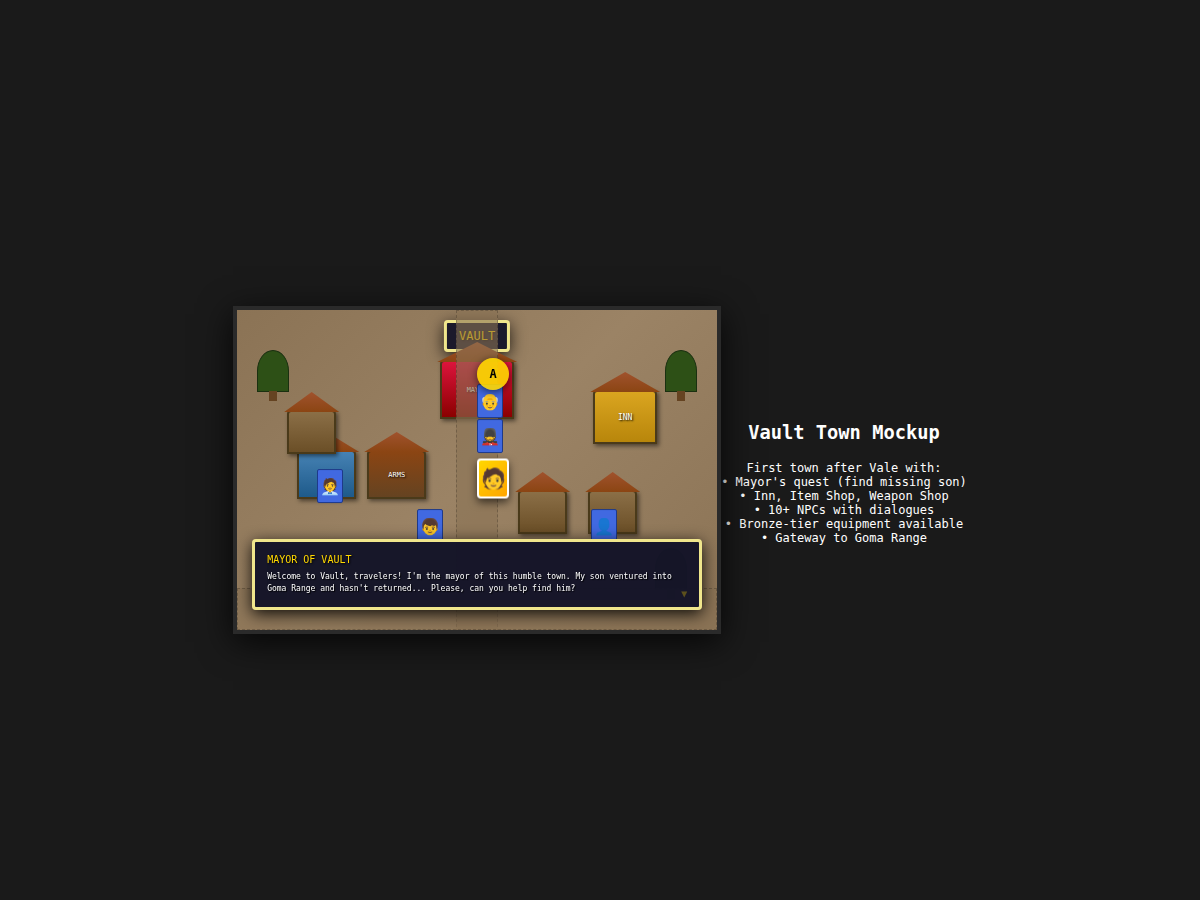 VAULT
A
INN
ARMS
MAYOR OF VAULT
Welcome to Vault, travelers! I'm the mayor of this humble town. My son ventured into
Goma Range and hasn't returned... Please, can you help find him?
▼
Vault Town Mockup
First town after Vale with:
• Mayor's quest (find missing son)
• Inn, Item Shop, Weapon Shop
• 10+ NPCs with dialogues
• Bronze-tier equipment available
• Gateway to Goma Range